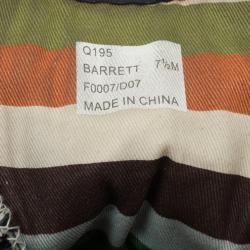 Q195
BARRETT 7½M
F0007/D07
MADE IN CHINA